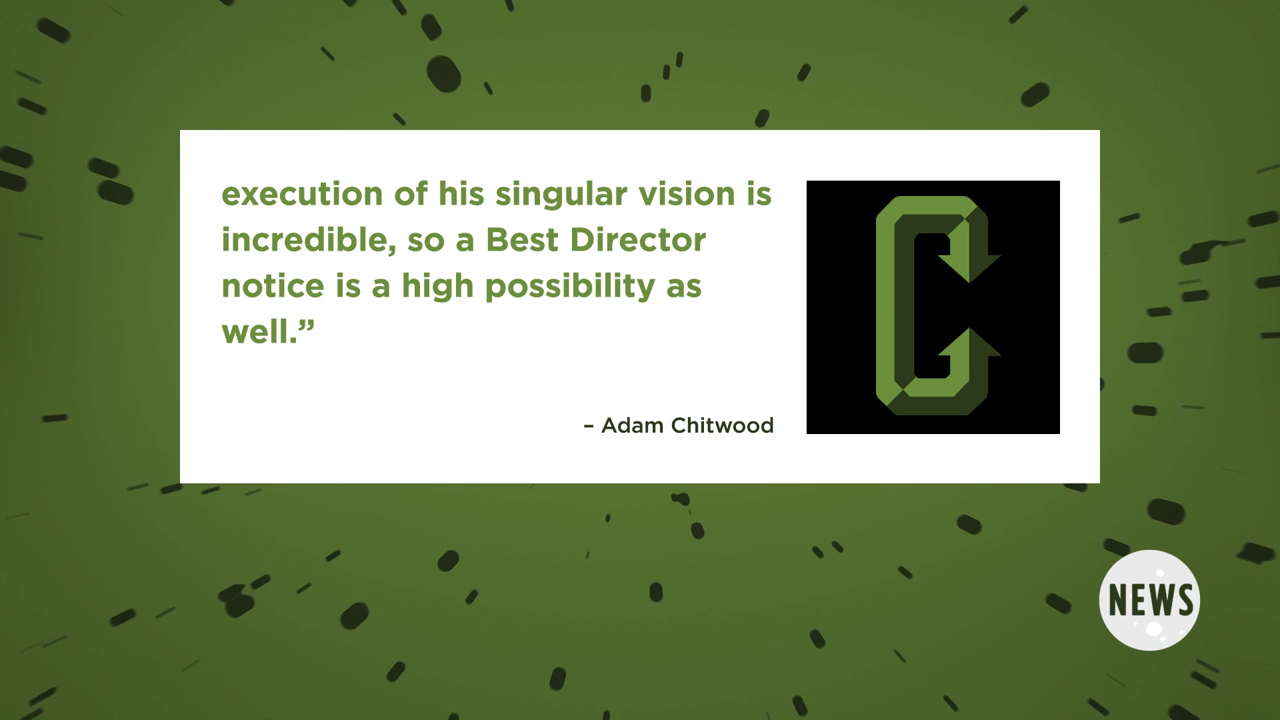 execution of his singular vision is
incredible, so a Best Director
notice is a high possibility as
well.”
– Adam Chitwood
NEWS